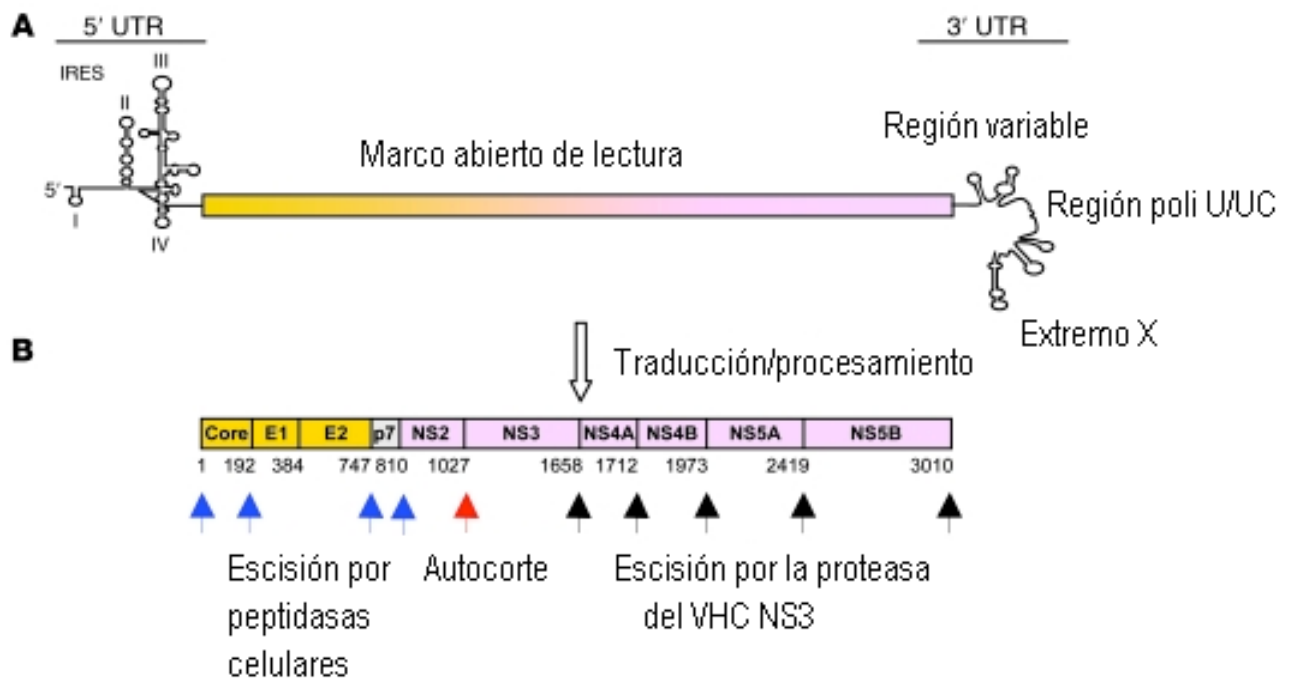 A
5' UTR
3' UTR
IRES
III
II
Región variable
Marco abierto de lectura
5'
Región poli U/UC
I
IV
Extremo X
B
Traducción/procesamiento
Core E1 E2 p7 NS2 NS3 NS4A NS4B NS5A NS5B
1 192 384 747 810 1027 1658 1712 1973 2419 3010
Escisión por
peptidasas
celulares
Autocorte
Escisión por la proteasa
del VHC NS3